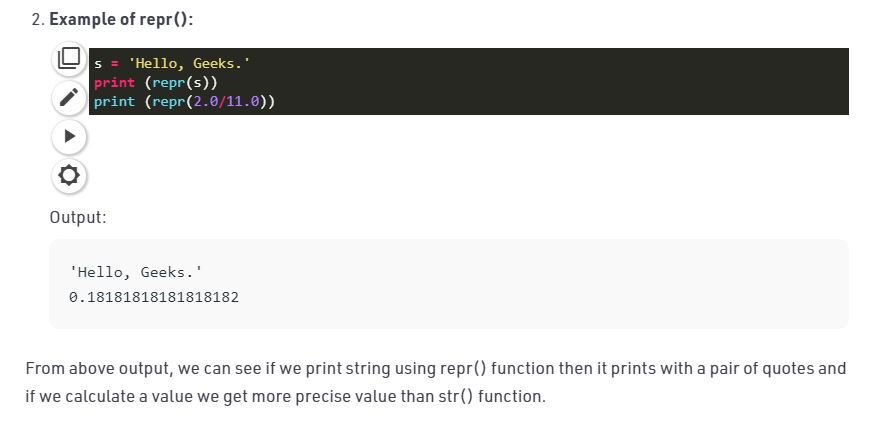 2. Example of repr():
s = 'Hello, Geeks.'
print (repr(s))
print (repr(2.0/11.0))
Output:
'Hello, Geeks.'
0.18181818181818182
From above output, we can see if we print string using repr() function then it prints with a pair of quotes and
if we calculate a value we get more precise value than str() function.